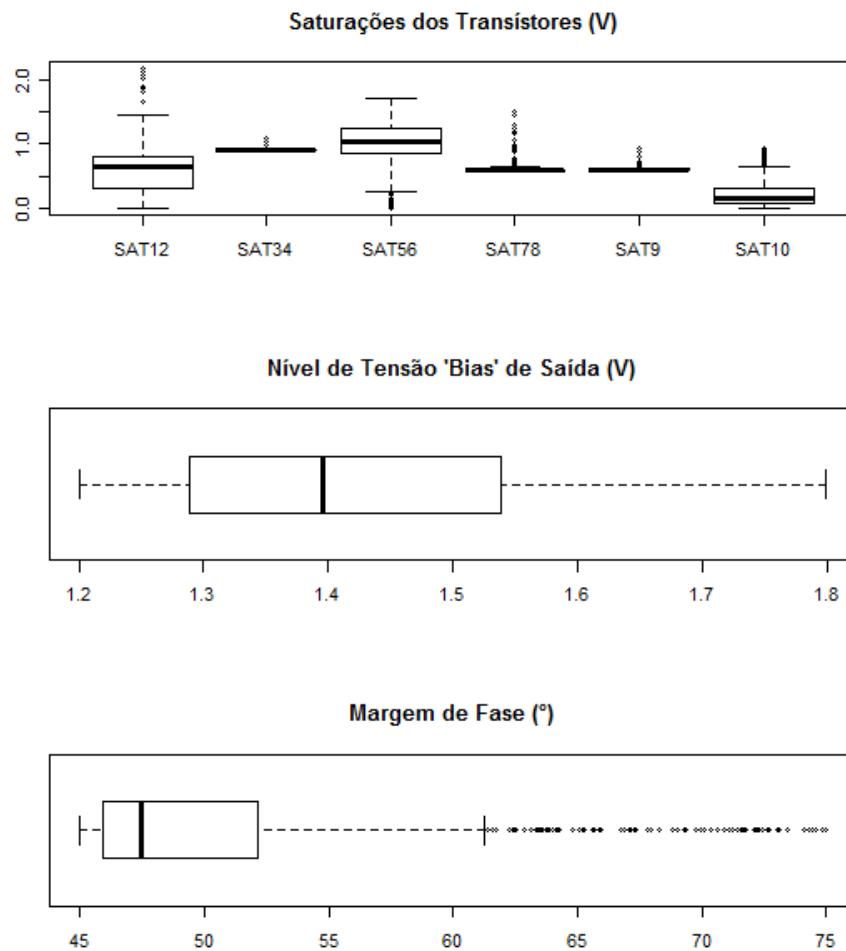 Saturações dos Transístores (V)
2.0
1.0
0.0
SAT12 SAT34 SAT56 SAT78 SAT9 SAT10
Nível de Tensão 'Bias' de Saída (V)
1.2 1.3 1.4 1.5 1.6 1.7 1.8
Margem de Fase (°)
45 50 55 60 65 70 75